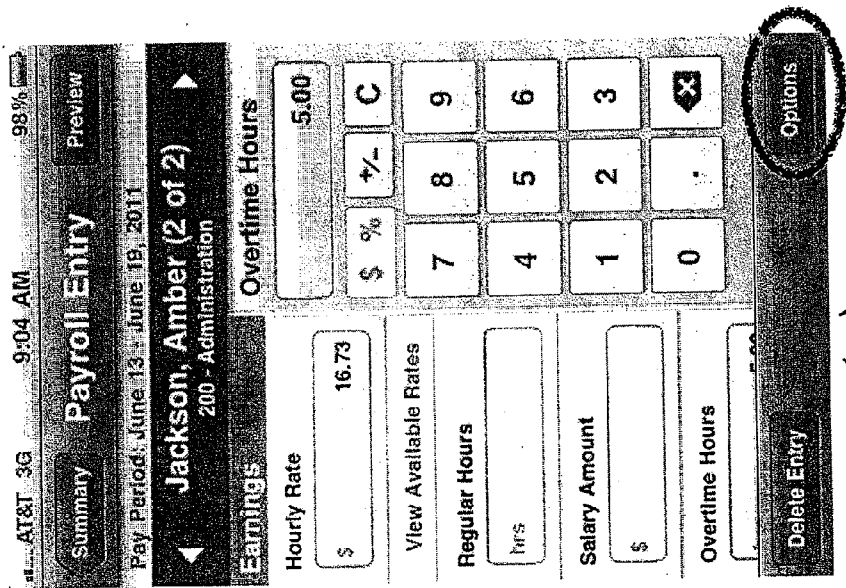 AT&T 3G 9:04 AM 98%
Summary Payroll Entry Preview
Pay Period: June 13 - June 19, 2011
Jackson, Amber (2 of 2)
200 - Administration
Earnings
Hourly Rate
$ 16.73
View Available Rates
Regular Hours
hrs
Salary Amount
$
Overtime Hours
Overtime Hours
5.00
$ % +/- C
7 8 9
4 5 6
1 2 3
0 .
Delete Entry Options